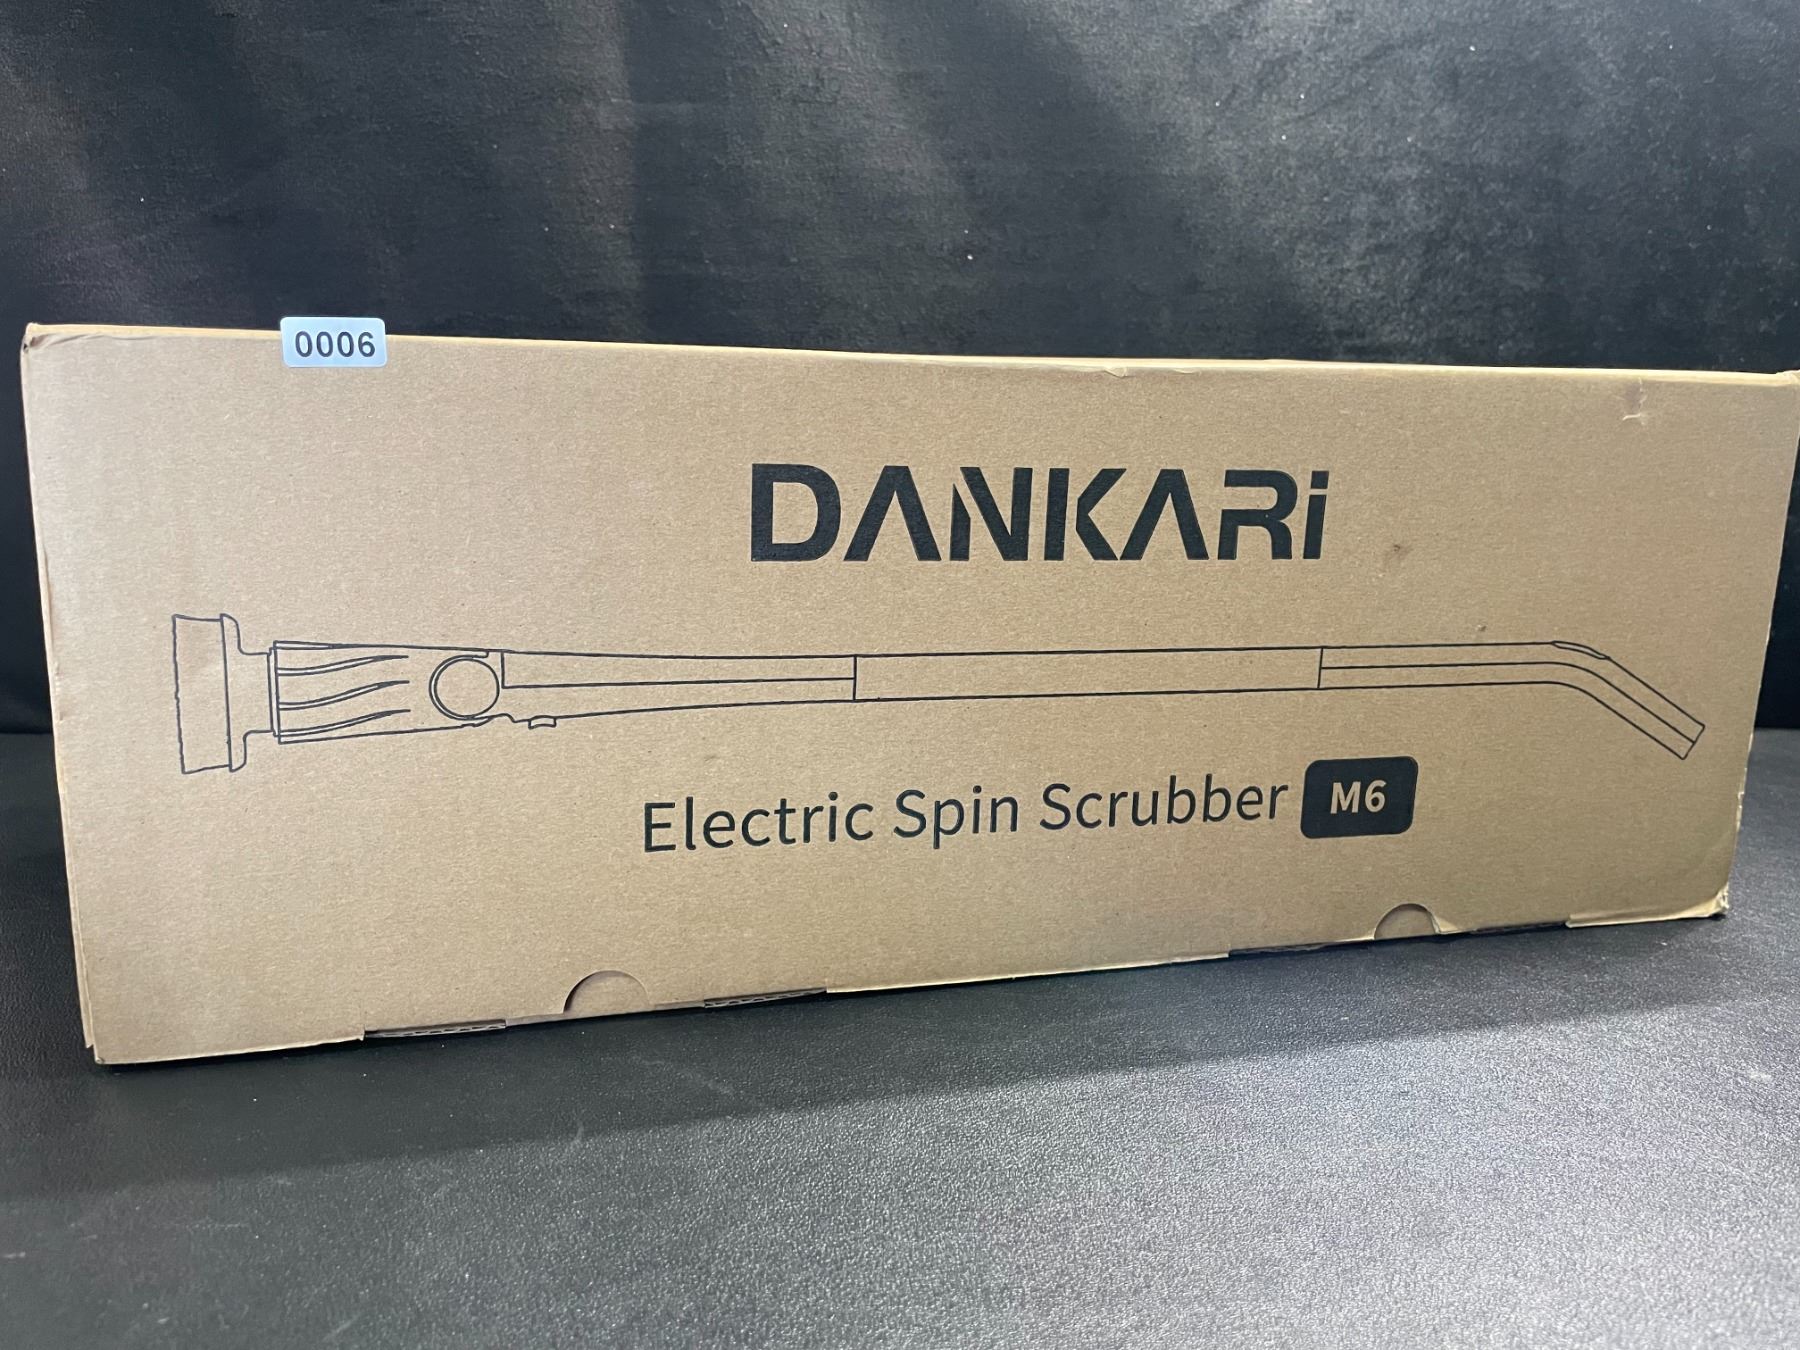 0006
DANKARi
Electric Spin Scrubber M6